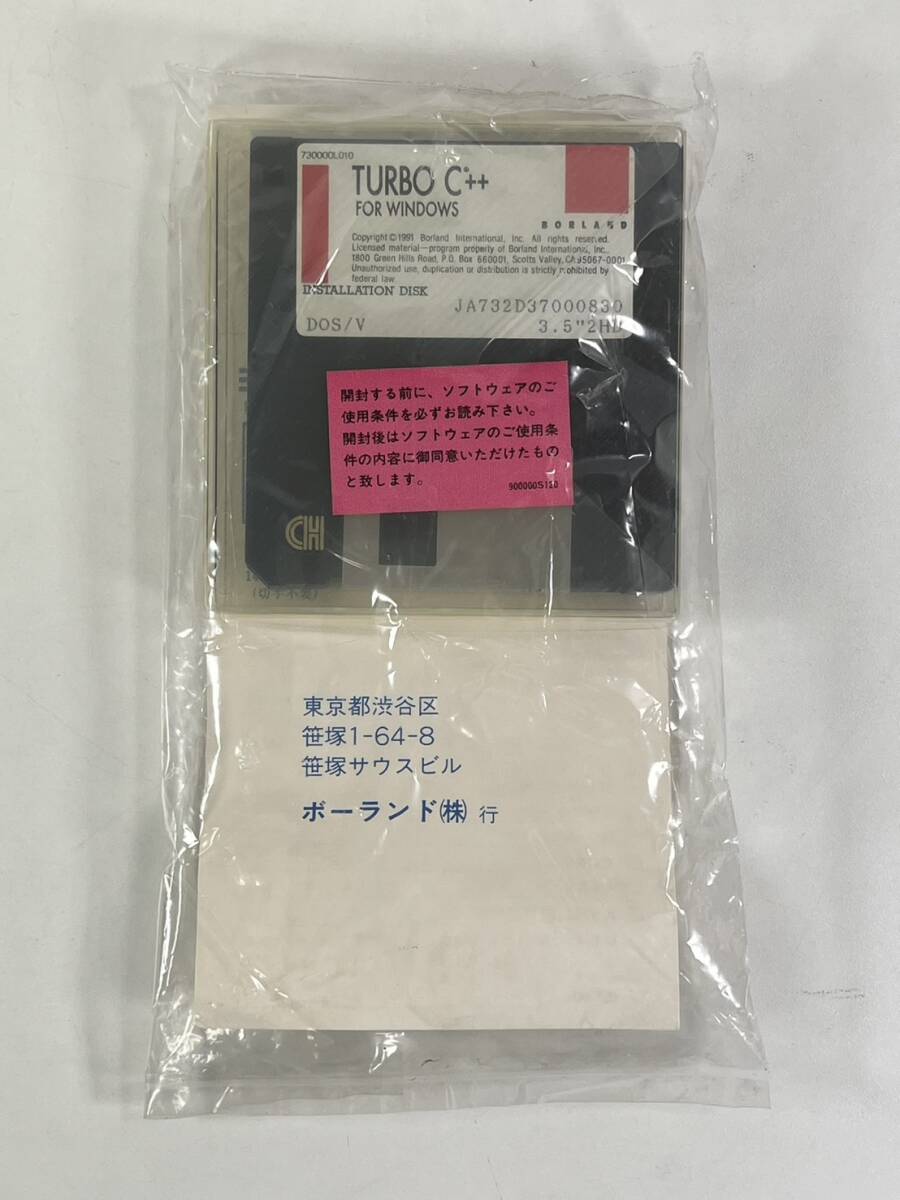 730000L010
TURBO C++
FOR WINDOWS
BORLAND
Copyright © 1991 Borland International, Inc. All rights reserved.
Licensed material—program property of Borland International, Inc.,
1800 Green Hills Road, P.O. Box 660001, Scotts Valley, CA 95067-0001
Unauthorized use, duplication or distribution is strictly prohibited by
federal law
INSTALLATION DISK
JA732D37000830
DOS/V 3.5"2HD
開封する前に、ソフトウェアのご
使用条件を必ずお読み下さい。
開封後はソフトウェアのご使用条
件の内容に御同意いただけたもの
と致します。
900000S120
CH
(切手不要)
東京都渋谷区
笹塚1-64-8
笹塚サウスビル
ボーランド㈱ 行